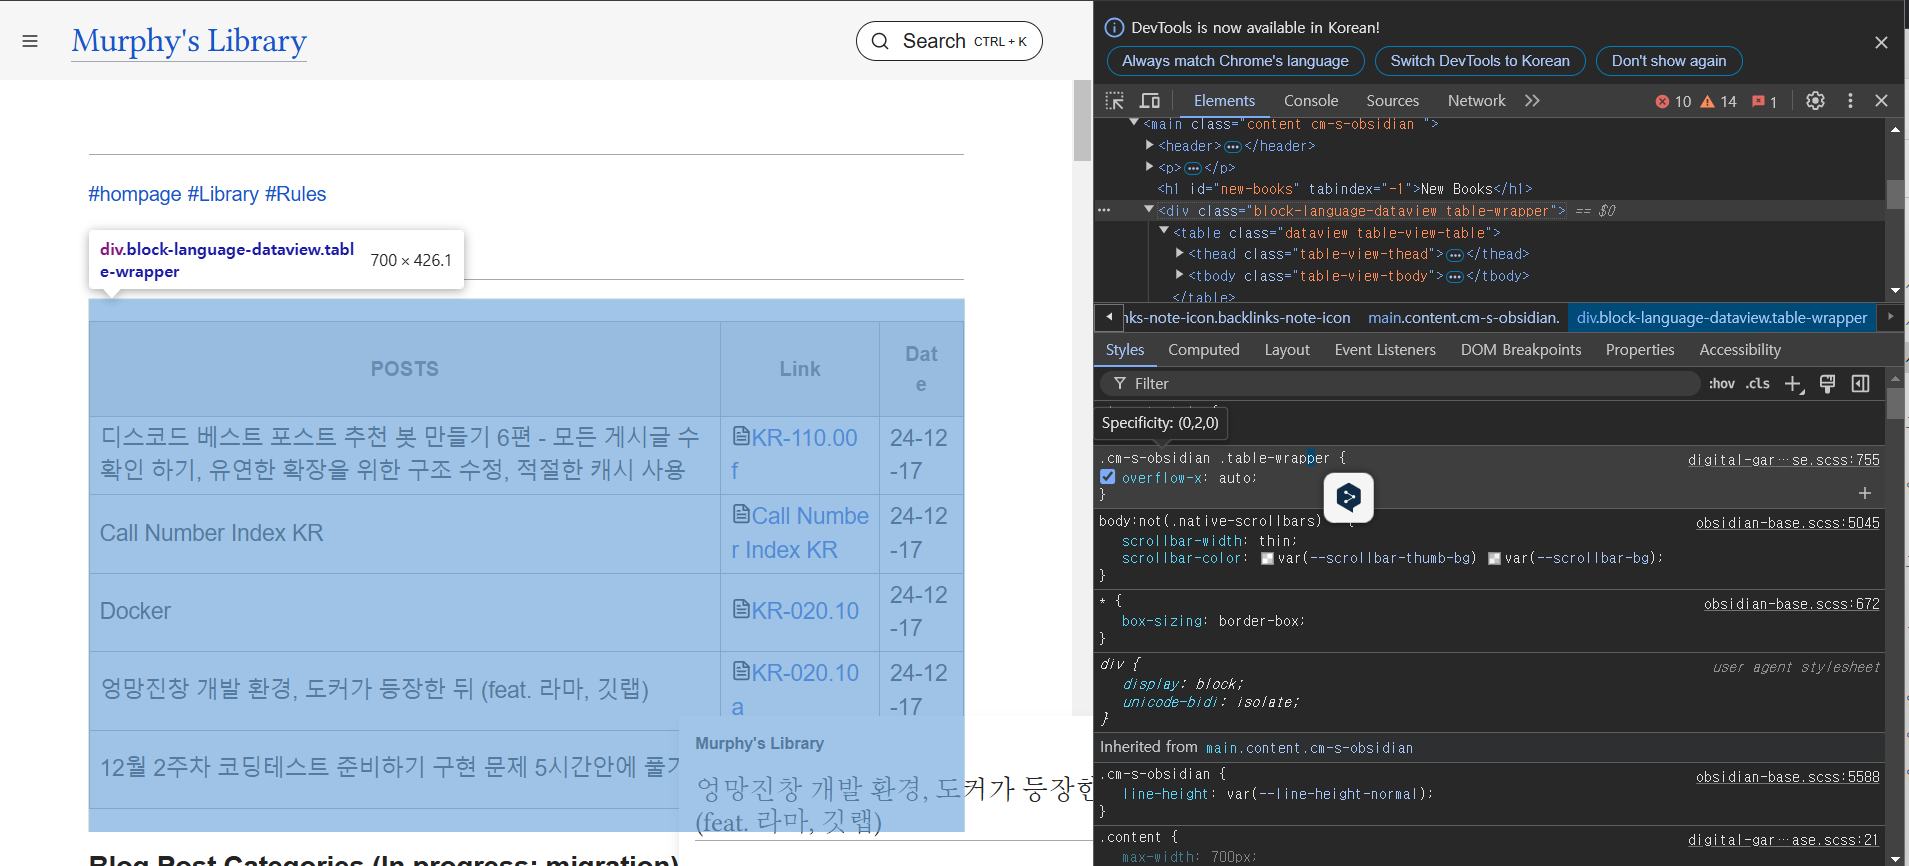 Murphy's Library
Search CTRL + K
#hompage #Library #Rules
div.block-language-dataview.tabl
e-wrapper
700 × 426.1
POSTS
Link
Dat
e
디스코드 베스트 포스트 추천 봇 만들기 6편 - 모든 게시글 수
확인 하기, 유연한 확장을 위한 구조 수정, 적절한 캐시 사용
KR-110.00
f
24-12
-17
Call Number Index KR
Call Numbe
r Index KR
24-12
-17
Docker
KR-020.10
24-12
-17
엉망진창 개발 환경, 도커가 등장한 뒤 (feat. 라마, 깃랩)
KR-020.10
a
24-12
-17
12월 2주차 코딩테스트 준비하기 구현 문제 5시간안에 풀기
Murphy's Library
엉망진창 개발 환경, 도커가 등장한
(feat. 라마, 깃랩)
Blog Post Categories (In progress: migration)
DevTools is now available in Korean!
Always match Chrome's language
Switch DevTools to Korean
Don't show again
Elements
Console
Sources
Network
10
14
1
<main class="content cm-s-obsidian ">
<header></header>
<p></p>
<h1 id="new-books" tabindex="-1">New Books</h1>
<div class="block-language-dataview table-wrapper"> == $0
<table class="dataview table-view-table">
<thead class="table-view-thead"></thead>
<tbody class="table-view-tbody"></tbody>
</table>
nks-note-icon.backlinks-note-icon
main.content.cm-s-obsidian.
div.block-language-dataview.table-wrapper
Styles
Computed
Layout
Event Listeners
DOM Breakpoints
Properties
Accessibility
Filter
:hov .cls
Specificity: (0,2,0)
.cm-s-obsidian .table-wrapper {
digital-gar…se.scss:755
overflow-x: auto;
}
body:not(.native-scrollbars)
obsidian-base.scss:5045
scrollbar-width: thin;
scrollbar-color: var(--scrollbar-thumb-bg) var(--scrollbar-bg);
}
* {
obsidian-base.scss:672
box-sizing: border-box;
}
div {
user agent stylesheet
display: block;
unicode-bidi: isolate;
}
Inherited from main.content.cm-s-obsidian
.cm-s-obsidian {
obsidian-base.scss:5588
line-height: var(--line-height-normal);
}
.content {
digital-gar…ase.scss:21
max-width: 700px;